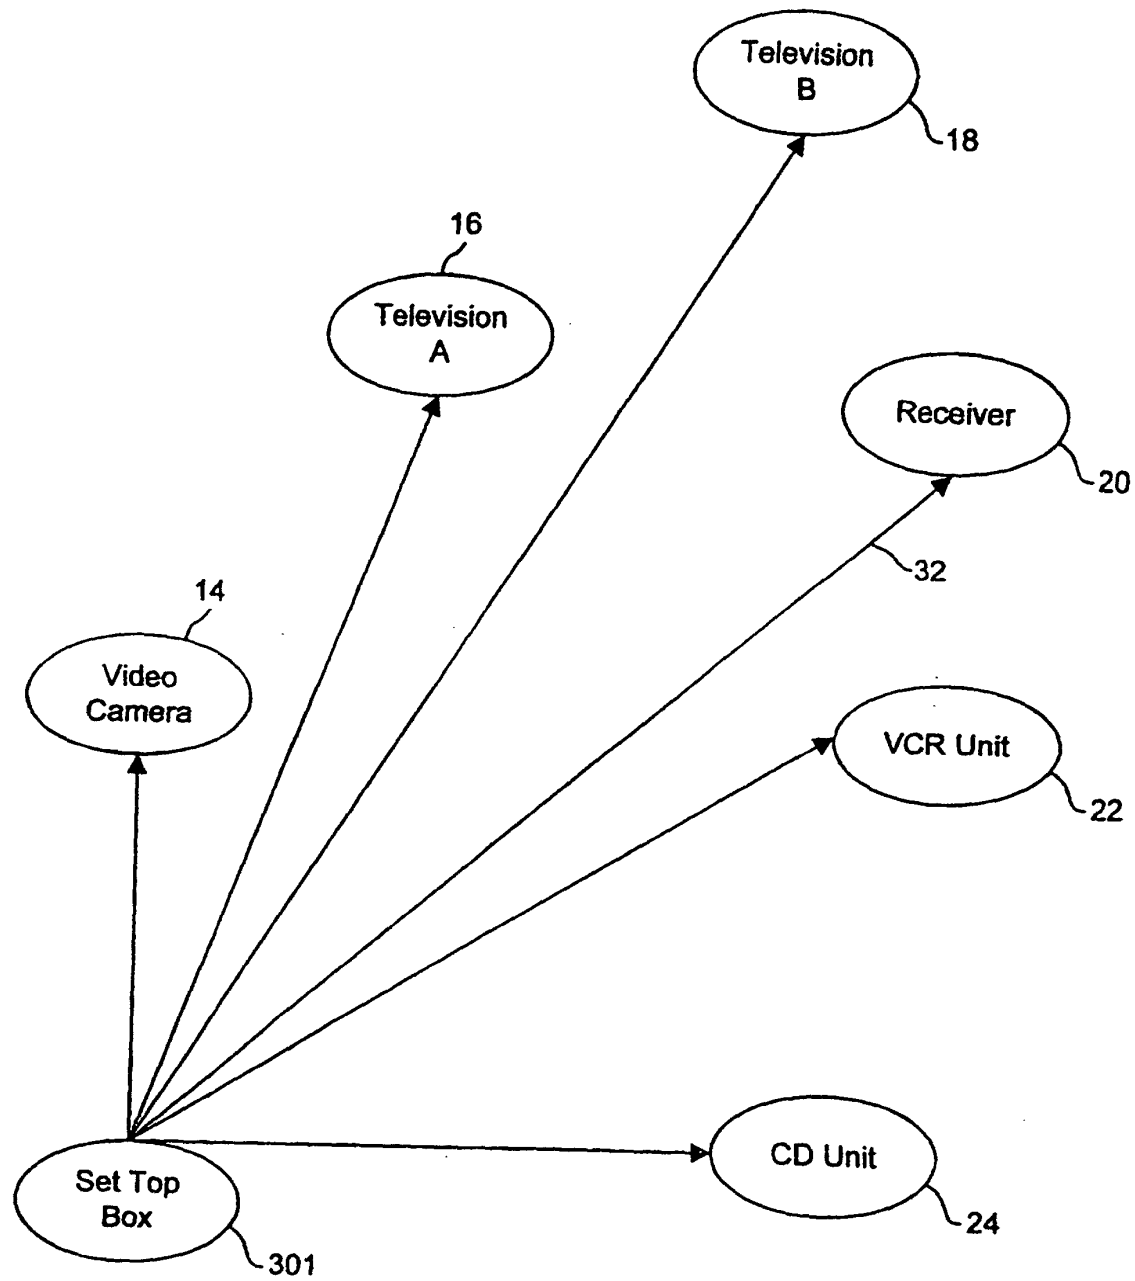 Television
B
18
16
Television
A
Receiver
20
32
14
Video
Camera
VCR Unit
22
CD Unit
24
Set Top
Box
301